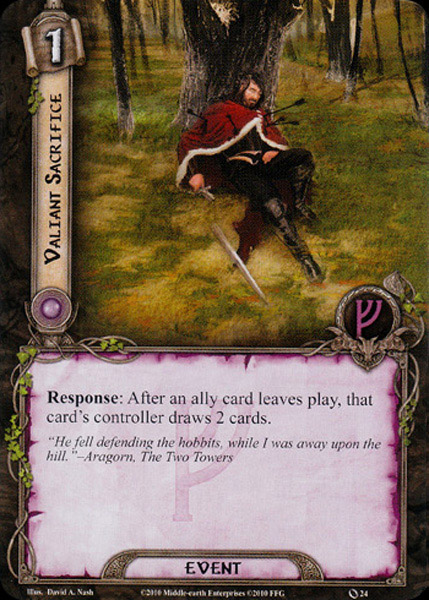 1
VALIANT SACRIFICE
Response: After an ally card leaves play, that
card's controller draws 2 cards.
"He fell defending the hobbits, while I was away upon the
hill."–Aragorn, The Two Towers
EVENT
Illus. David A. Nash
©2010 Middle-earth Enterprises ©2010 FFG
24